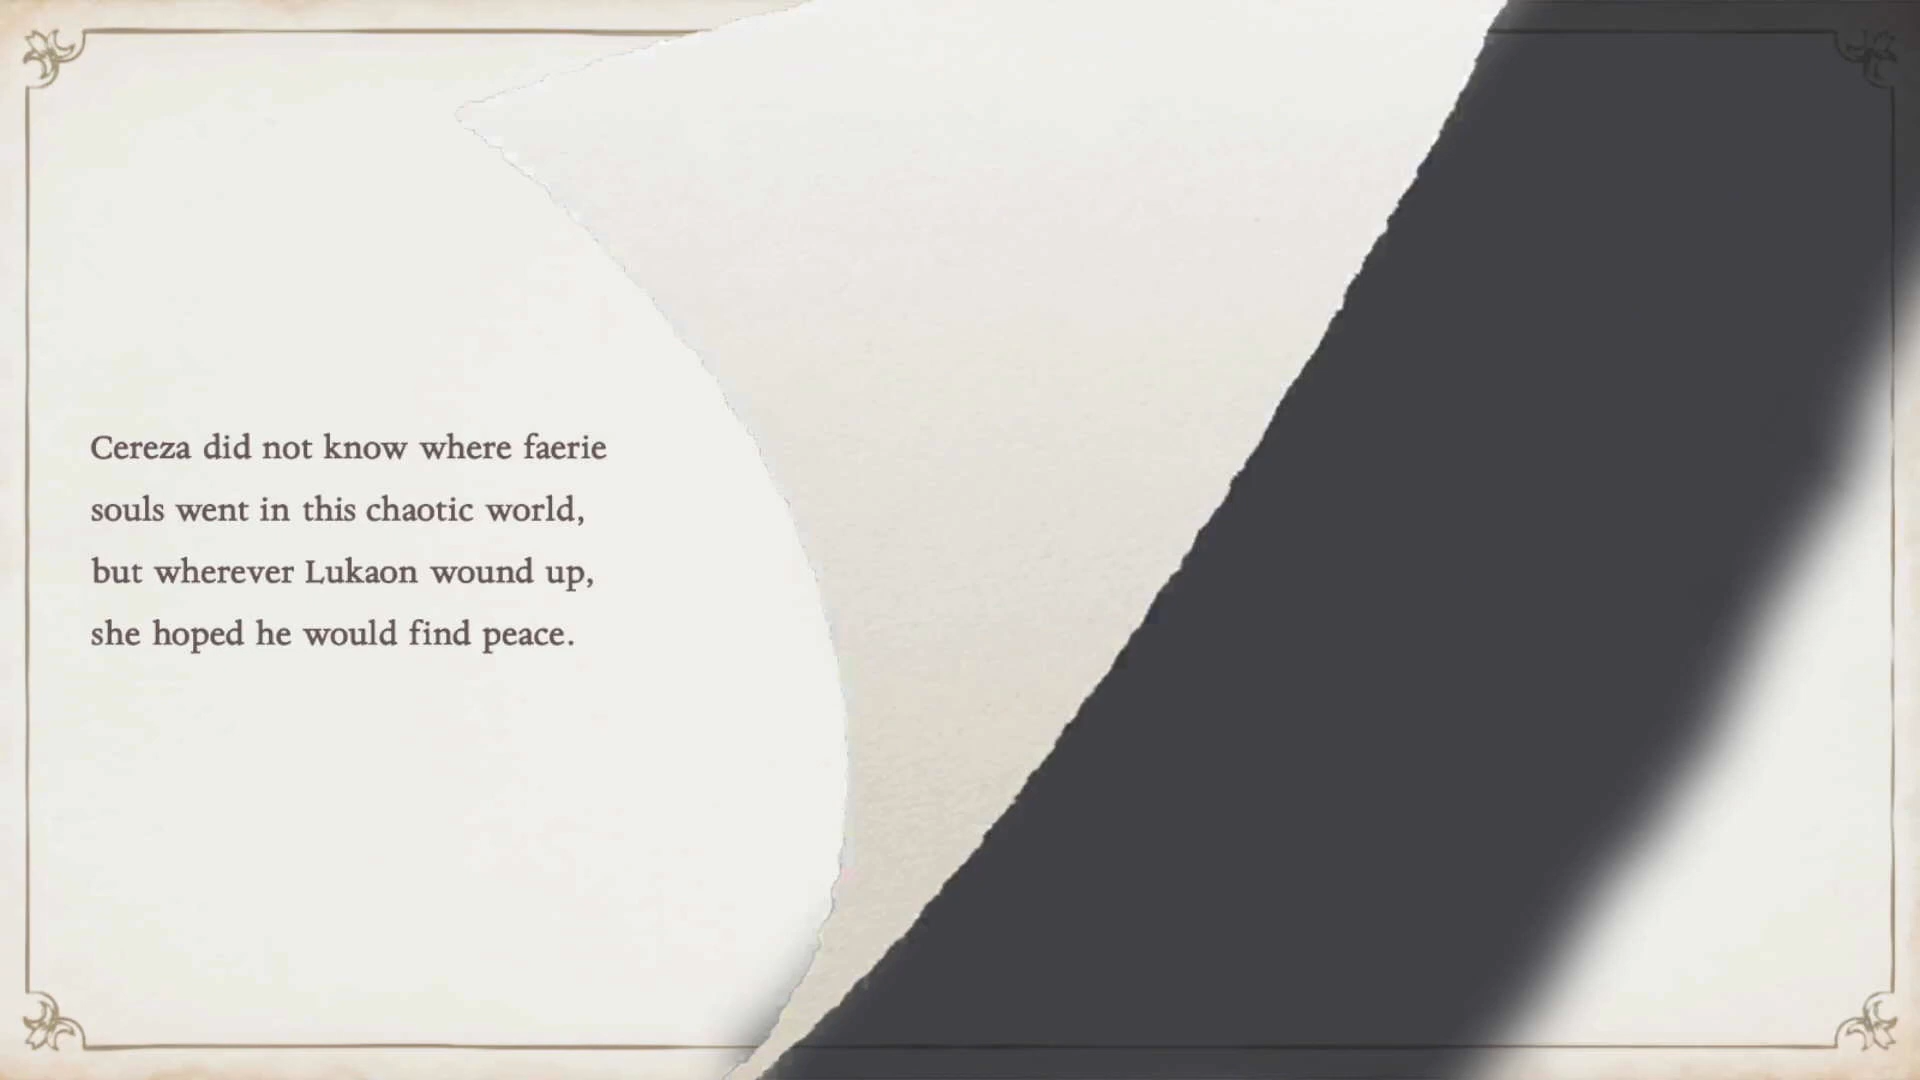 Cereza did not know where faerie
souls went in this chaotic world,
but wherever Lukaon wound up,
she hoped he would find peace.